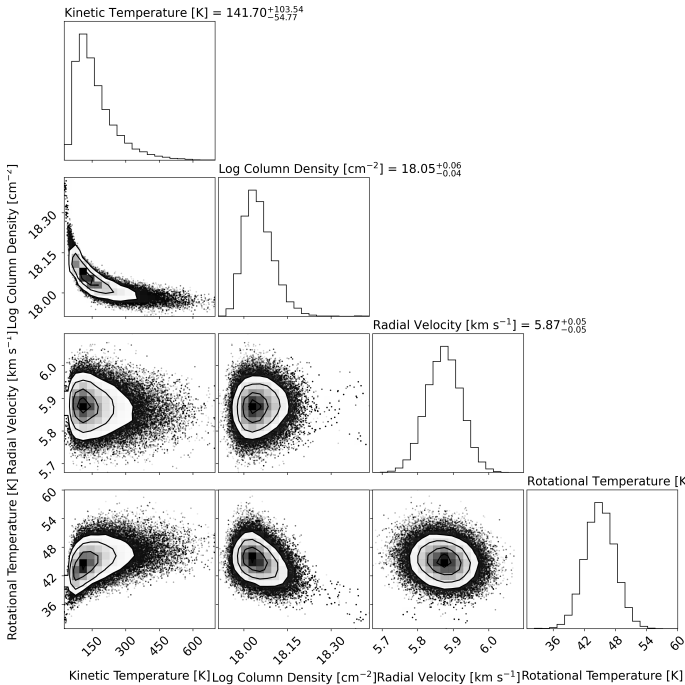 Kinetic Temperature [K] = 141.70+103.54−54.77
Log Column Density [cm−2] = 18.05+0.06−0.04
Log Column Density [cm−2]
18.30
18.15
18.00
Radial Velocity [km s−1] = 5.87+0.05−0.05
Radial Velocity [km s−1]
6.0
5.9
5.8
5.7
Rotational Temperature [K
Rotational Temperature [K]
60
54
48
42
36
150 300 450 600 18.00 18.15 18.30 5.7 5.8 5.9 6.0 36 42 48 54 60
Kinetic Temperature [K] Log Column Density [cm−2] Radial Velocity [km s−1] Rotational Temperature [K]